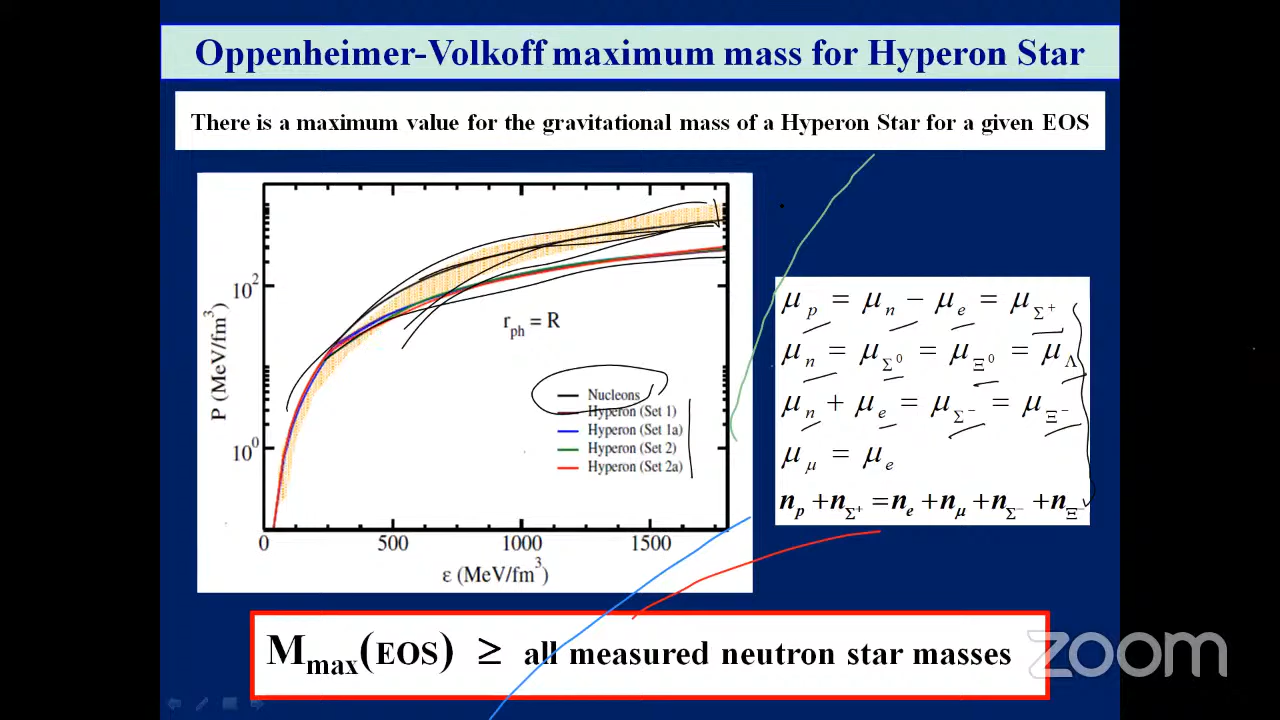 Oppenheimer-Volkoff maximum mass for Hyperon Star
There is a maximum value for the gravitational mass of a Hyperon Star for a given EOS
P (MeV/fm³)
10²
10⁰
r_ph = R
Nucleons
Hyperon (Set 1)
Hyperon (Set 1a)
Hyperon (Set 2)
Hyperon (Set 2a)
0 500 1000 1500
ε (MeV/fm³)
μ_p = μ_n − μ_e = μ_Σ⁺
μ_n = μ_Σ⁰ = μ_Ξ⁰ = μ_Λ
μ_n + μ_e = μ_Σ⁻ = μ_Ξ⁻
μ_μ = μ_e
n_p + n_Σ⁺ = n_e + n_μ + n_Σ⁻ + n_Ξ⁻
M_max(EOS) ≥ all measured neutron star masses
zoom